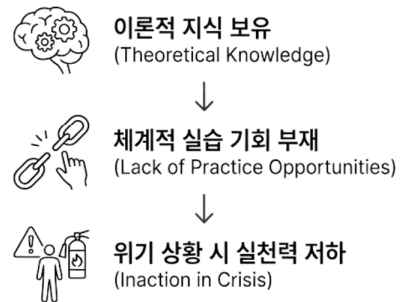 이론적 지식 보유
(Theoretical Knowledge)
체계적 실습 기회 부재
(Lack of Practice Opportunities)
위기 상황 시 실천력 저하
(Inaction in Crisis)